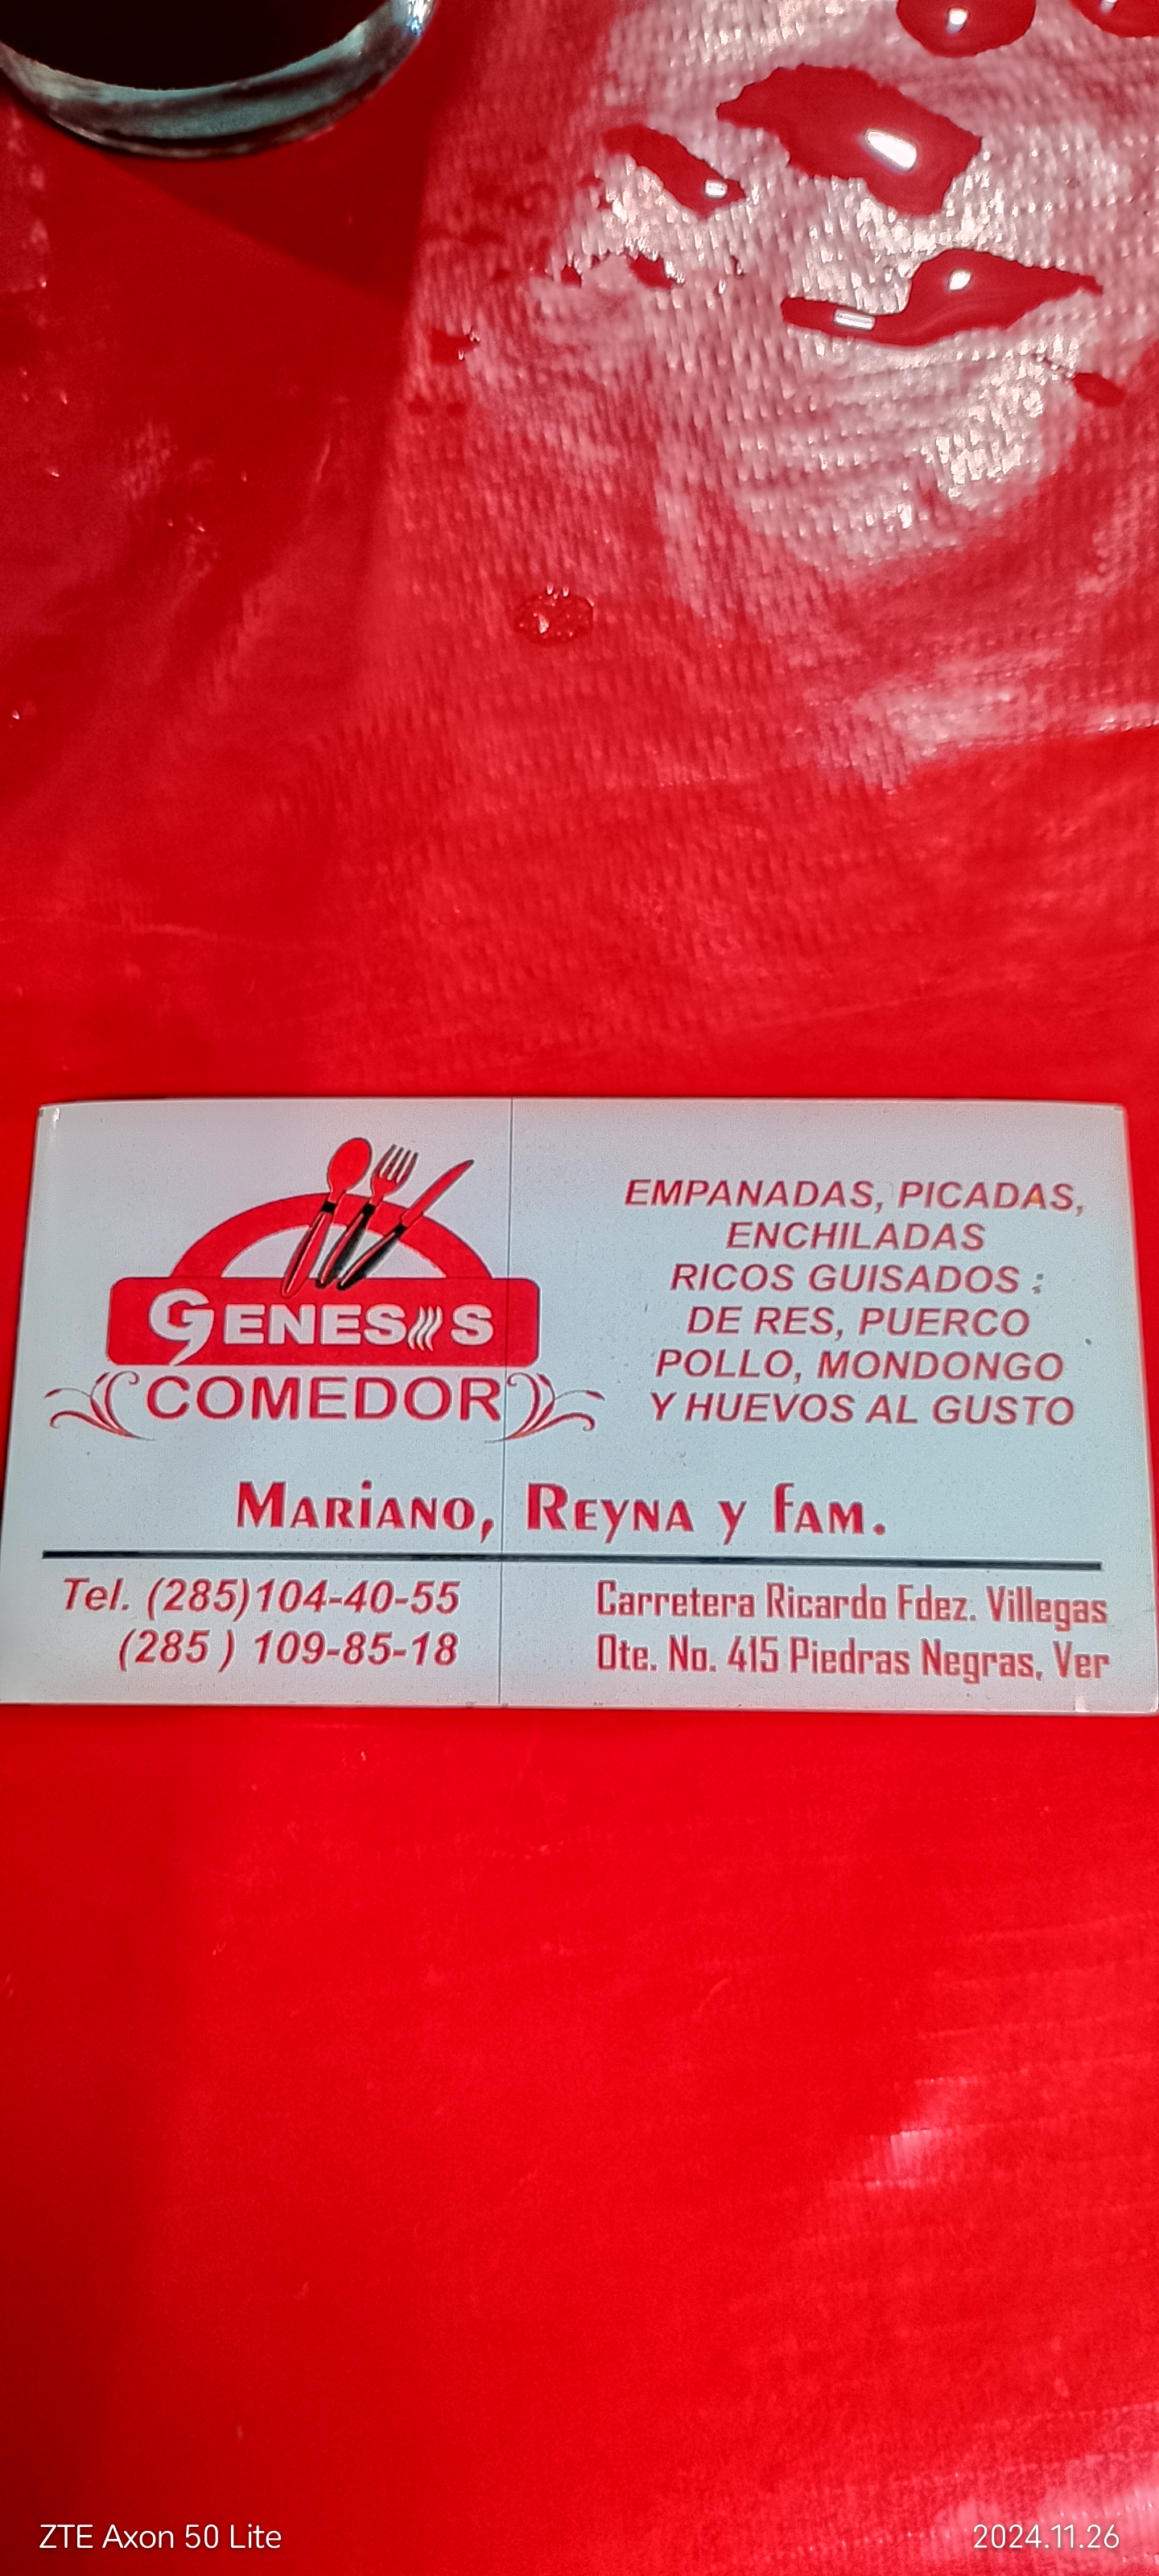 GENESIS
COMEDOR
EMPANADAS, PICADAS,
ENCHILADAS
RICOS GUISADOS :
DE RES, PUERCO
POLLO, MONDONGO
Y HUEVOS AL GUSTO
MARIANO, REYNA Y FAM.
Tel. (285)104-40-55
(285 ) 109-85-18
Carretera Ricardo Fdez. Villegas
Ote. No. 415 Piedras Negras, Ver
ZTE Axon 50 Lite
2024.11.26